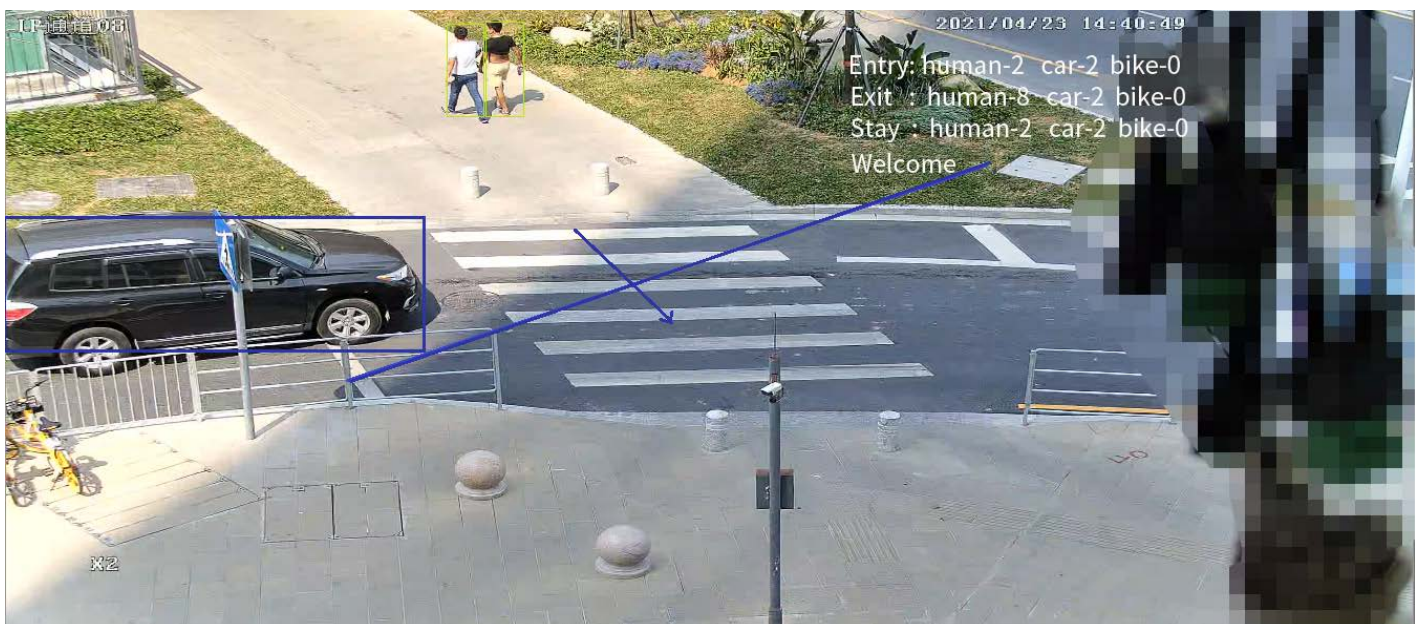 2021/04/23 14:40:49
Entry: human-2 car-2 bike-0
Exit : human-8 car-2 bike-0
Stay : human-2 car-2 bike-0
Welcome
X2